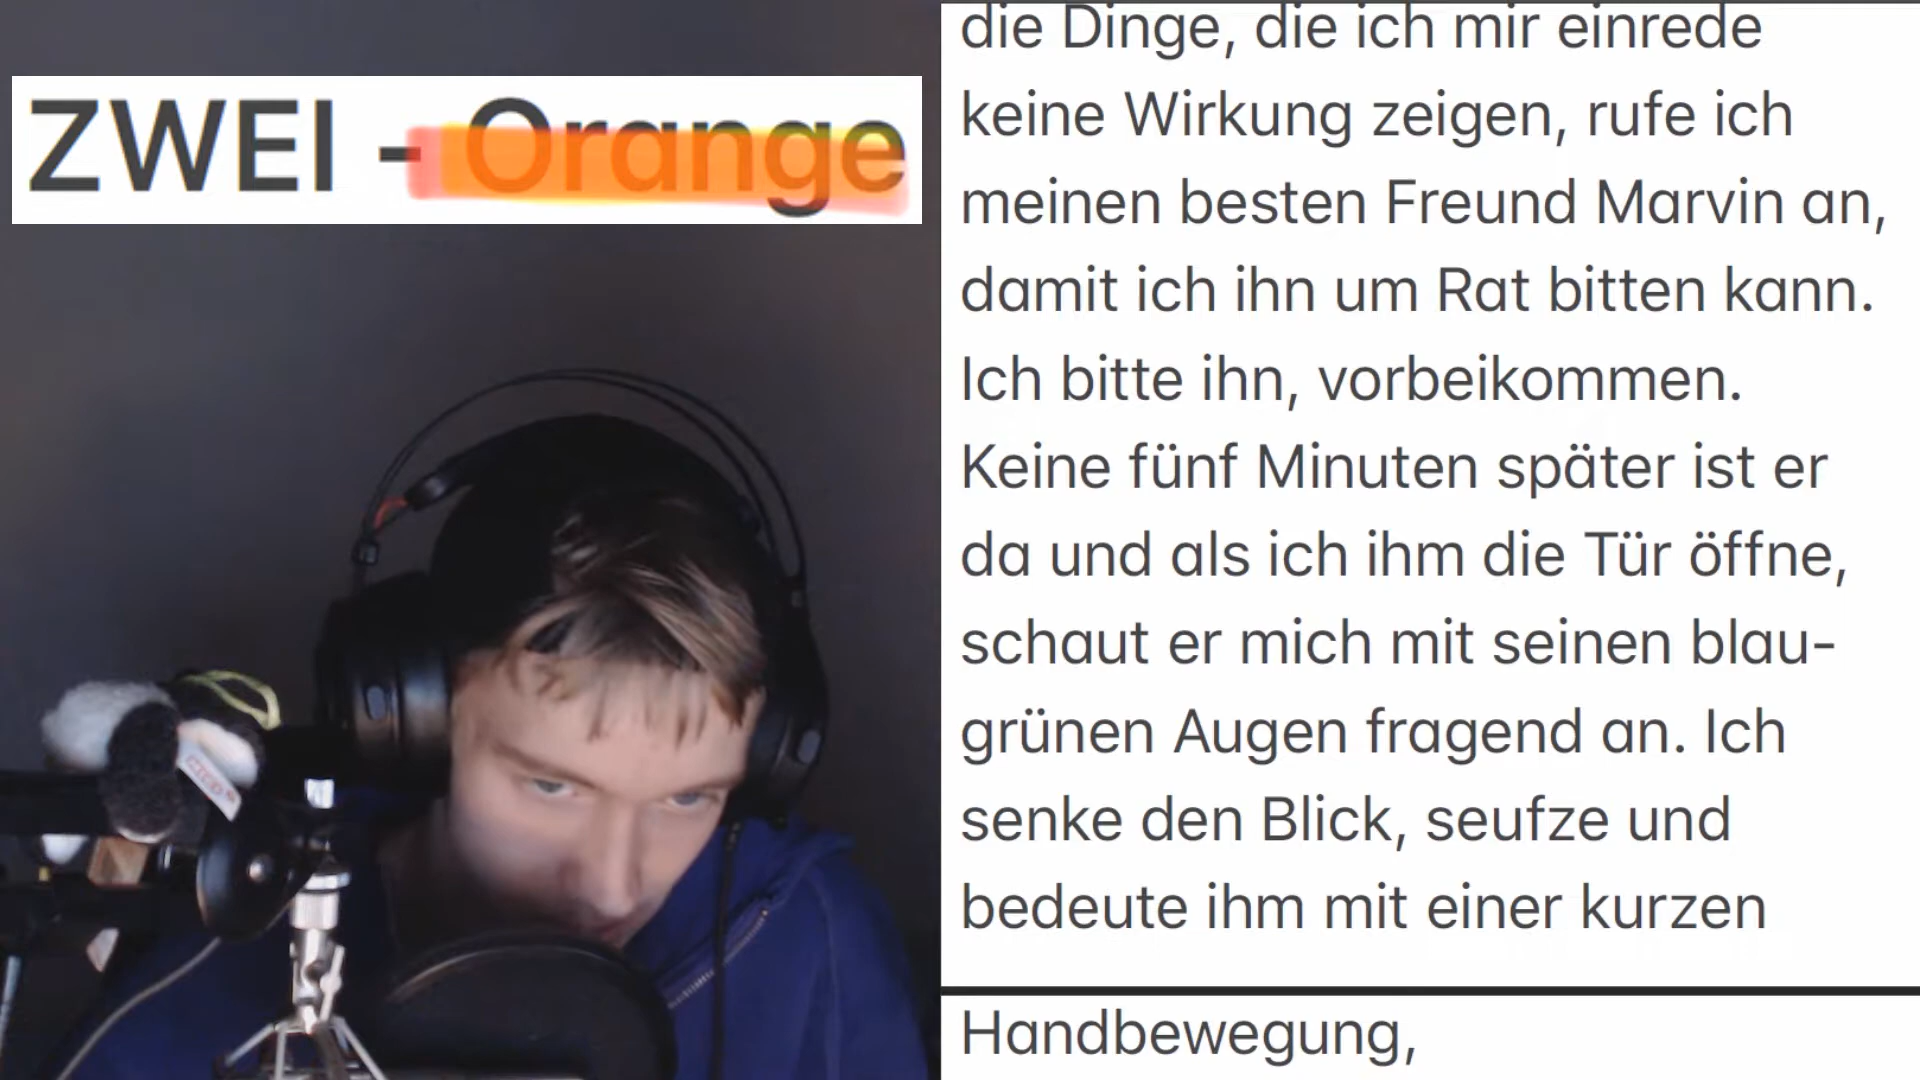 ZWEI - Orange
die Dinge, die ich mir einrede
keine Wirkung zeigen, rufe ich
meinen besten Freund Marvin an,
damit ich ihn um Rat bitten kann.
Ich bitte ihn, vorbeikommen.
Keine fünf Minuten später ist er
da und als ich ihm die Tür öffne,
schaut er mich mit seinen blau-
grünen Augen fragend an. Ich
senke den Blick, seufze und
bedeute ihm mit einer kurzen
Handbewegung,